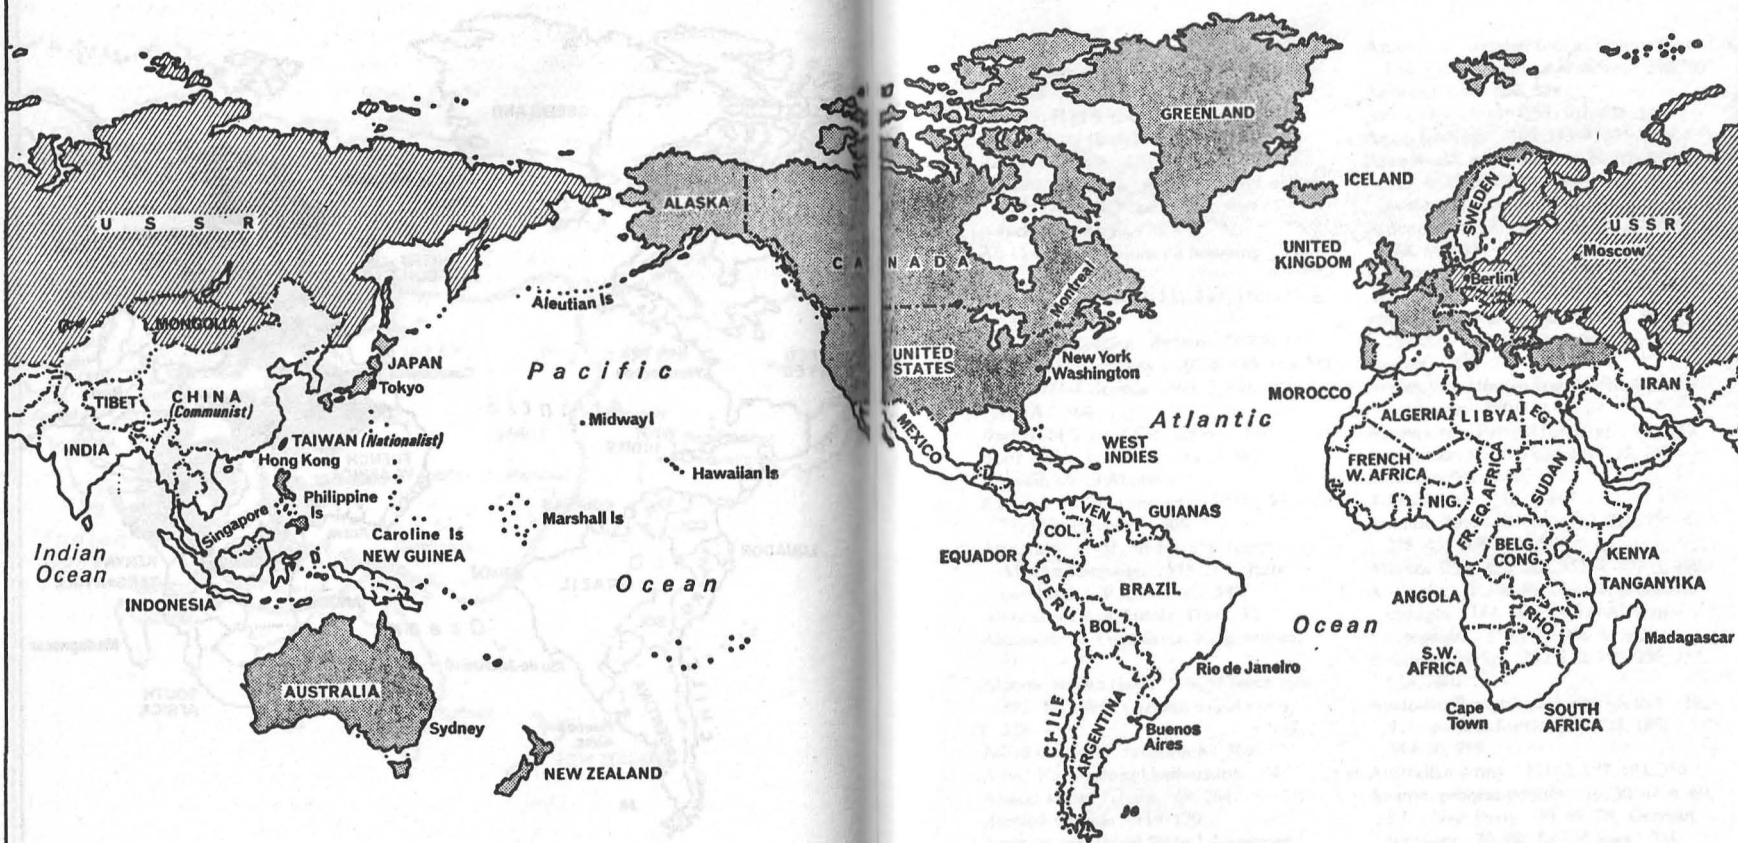 GREENLAND
ICELAND
ALASKA
U S S R
SWEDEN
U S S R
Moscow
UNITED
KINGDOM
CANADA
Berlin
Aleutian Is
Montreal
MONGOLIA
JAPAN
Tokyo
Pacific
UNITED
STATES
New York
Washington
MOROCCO
IRAN
TIBET
CHINA
(Communist)
Midway I
MEXICO
Atlantic
ALGERIA
LIBYA
EGY
TAIWAN (Nationalist)
INDIA
Hong Kong
WEST
INDIES
Hawaiian Is
FRENCH
W. AFRICA
SUDAN
Philippine
Is
NIG.
FR. EQ. AFRICA
Singapore
Marshall Is
VEN.
GUIANAS
COL.
Caroline Is
NEW GUINEA
Indian
Ocean
EQUADOR
BELG.
CONG.
KENYA
INDONESIA
Ocean
PERU
BRAZIL
ANGOLA
TANGANYIKA
BOL.
Ocean
RHO.
Madagascar
S.W.
AFRICA
Rio de Janeiro
AUSTRALIA
Sydney
CHILE
ARGENTINA
Buenos
Aires
Cape
Town
SOUTH
AFRICA
NEW ZEALAND